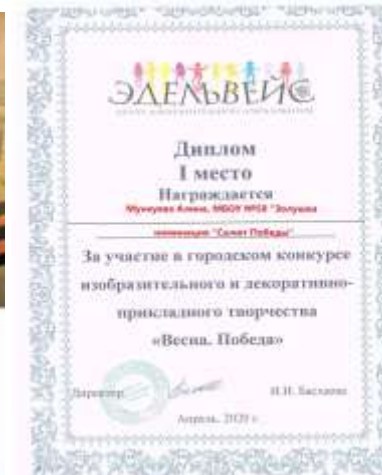 ЭДЕЛЬВЕЙС
Диплом
I место
Награждается
Алина,
номинация "Салют Победы"
За участие в городском конкурсе
изобразительного и декоративно-
прикладного творчества
«Весна. Победа»
Директор
Апрель, 2020 г.